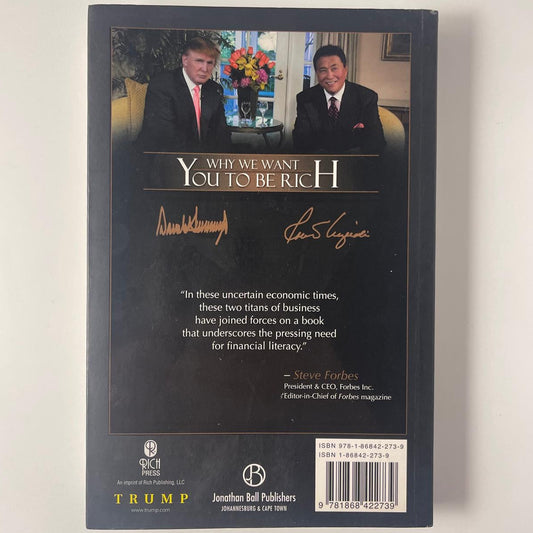 WHY WE WANT
YOU TO BE RICH
"In these uncertain economic times,
these two titans of business
have joined forces on a book
that underscores the pressing need
for financial literacy."
– Steve Forbes
President & CEO, Forbes Inc.
Editor-in-Chief of Forbes magazine
ISBN 978-1-86842-273-9
ISBN 1-86842-273-9
9 781868 422739
R
RICH
PRESS
An imprint of Rich Publishing, LLC
TRUMP
www.trump.com
JB
Jonathan Ball Publishers
JOHANNESBURG & CAPE TOWN